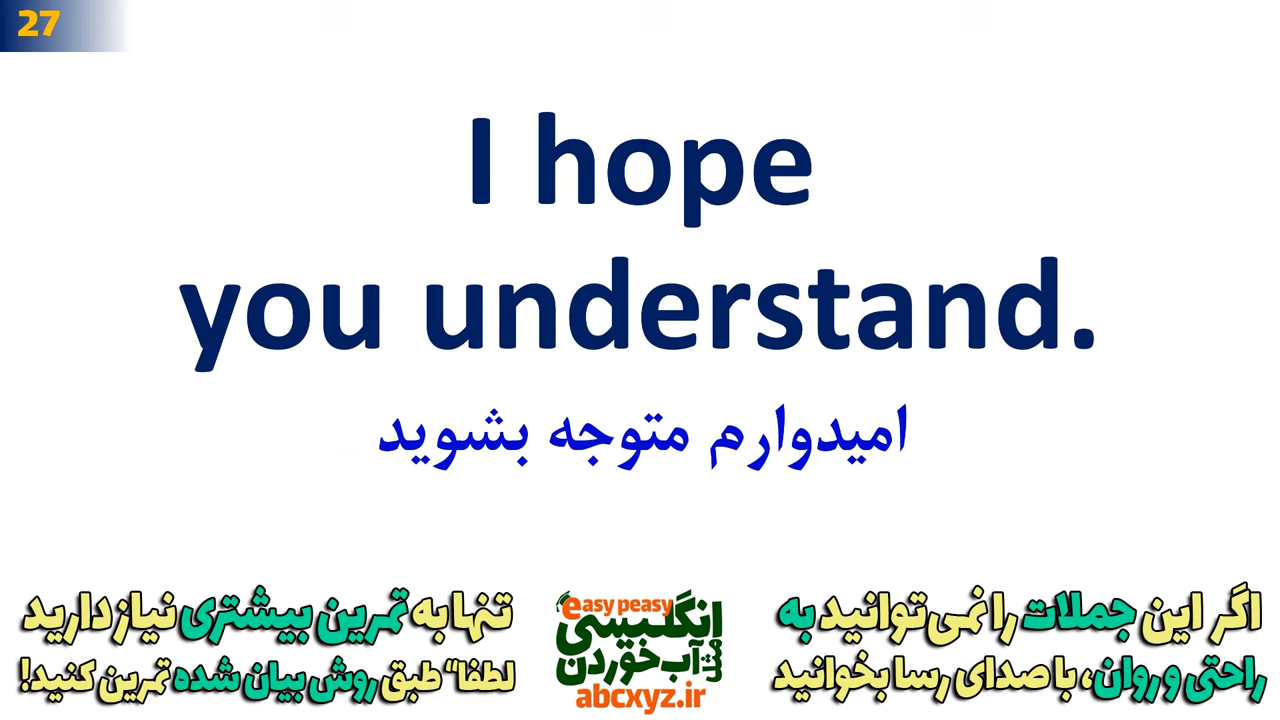 27
I hope
you understand.
امیدوارم متوجه بشوید
اگر این جملات را نمی‌توانید به
راحتی و روان، با صدای رسا بخوانید
easy peasy
انگلیسی
مثل آب خوردن
abcxyz.ir
تنها به تمرین بیشتری نیاز دارید
لطفا" طبق روش بیان شده تمرین کنید!